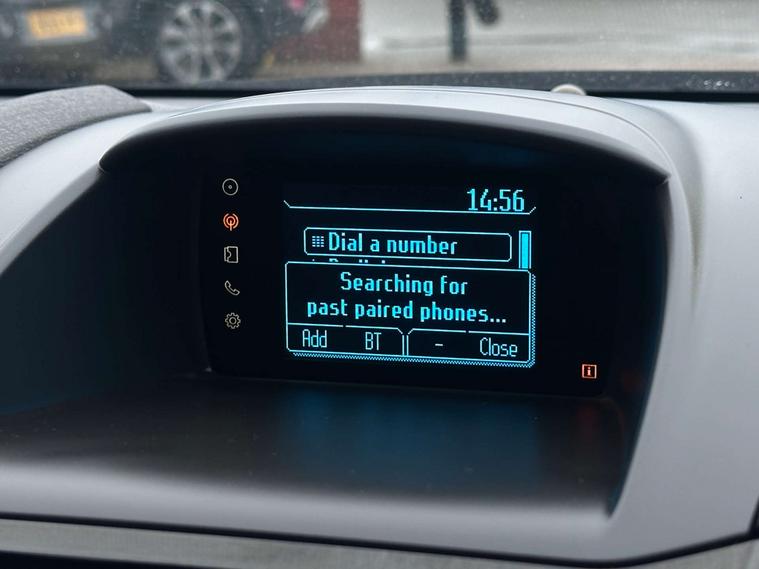 14:56
Dial a number
Searching for
past paired phones...
Add BT - Close
i